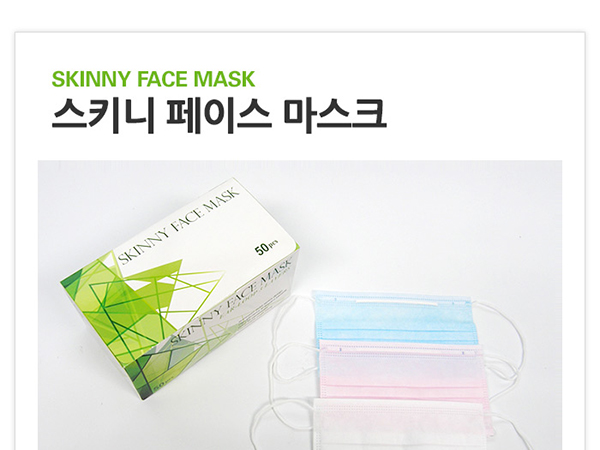 SKINNY FACE MASK
스키니 페이스 마스크
SKINNY FACE MASK
50pcs
SKINNY FACE MASK